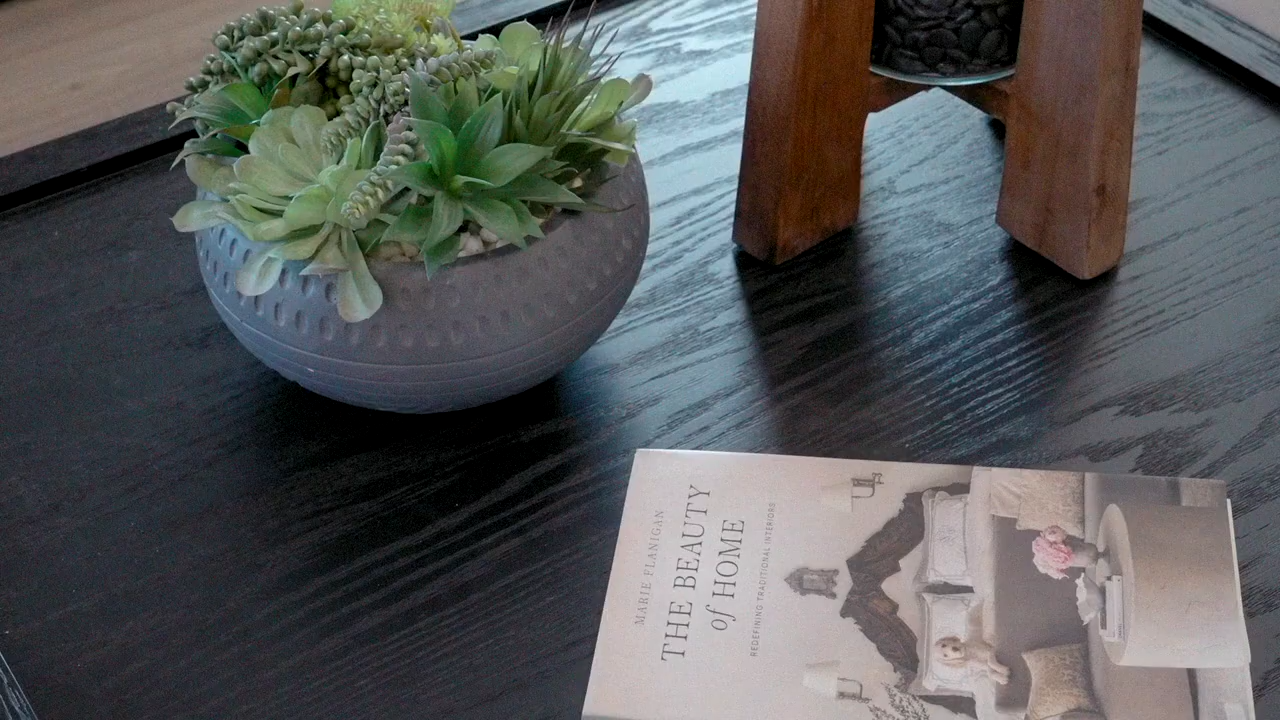 MARIE FLANIGAN
THE BEAUTY
of HOME
REDEFINING TRADITIONAL INTERIORS